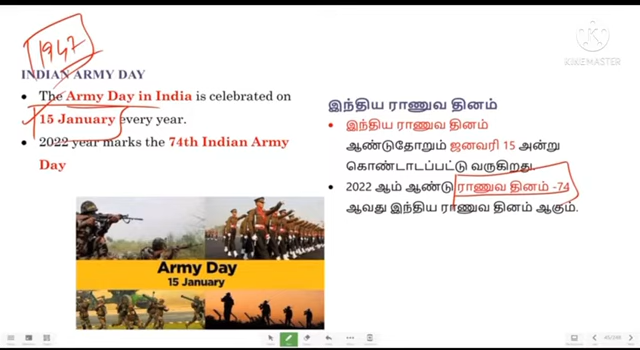 1947
INDIAN ARMY DAY
• The Army Day in India is celebrated on
15 January every year.
• 2022 year marks the 74th Indian Army
Day
இந்திய ராணுவ தினம்
• இந்திய ராணுவ தினம்
ஆண்டுதோறும் ஜனவரி 15 அன்று
கொண்டாடப்பட்டு வருகிறது.
• 2022 ஆம் ஆண்டு ராணுவ தினம் -74
ஆவது இந்திய ராணுவ தினம் ஆகும்.
Army Day
15 January
KINEMASTER